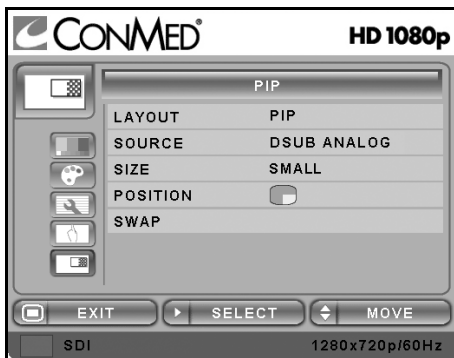 CONMED®
HD 1080p
PIP
LAYOUT PIP
SOURCE DSUB ANALOG
SIZE SMALL
POSITION
SWAP
EXIT SELECT MOVE
SDI 1280x720p/60Hz